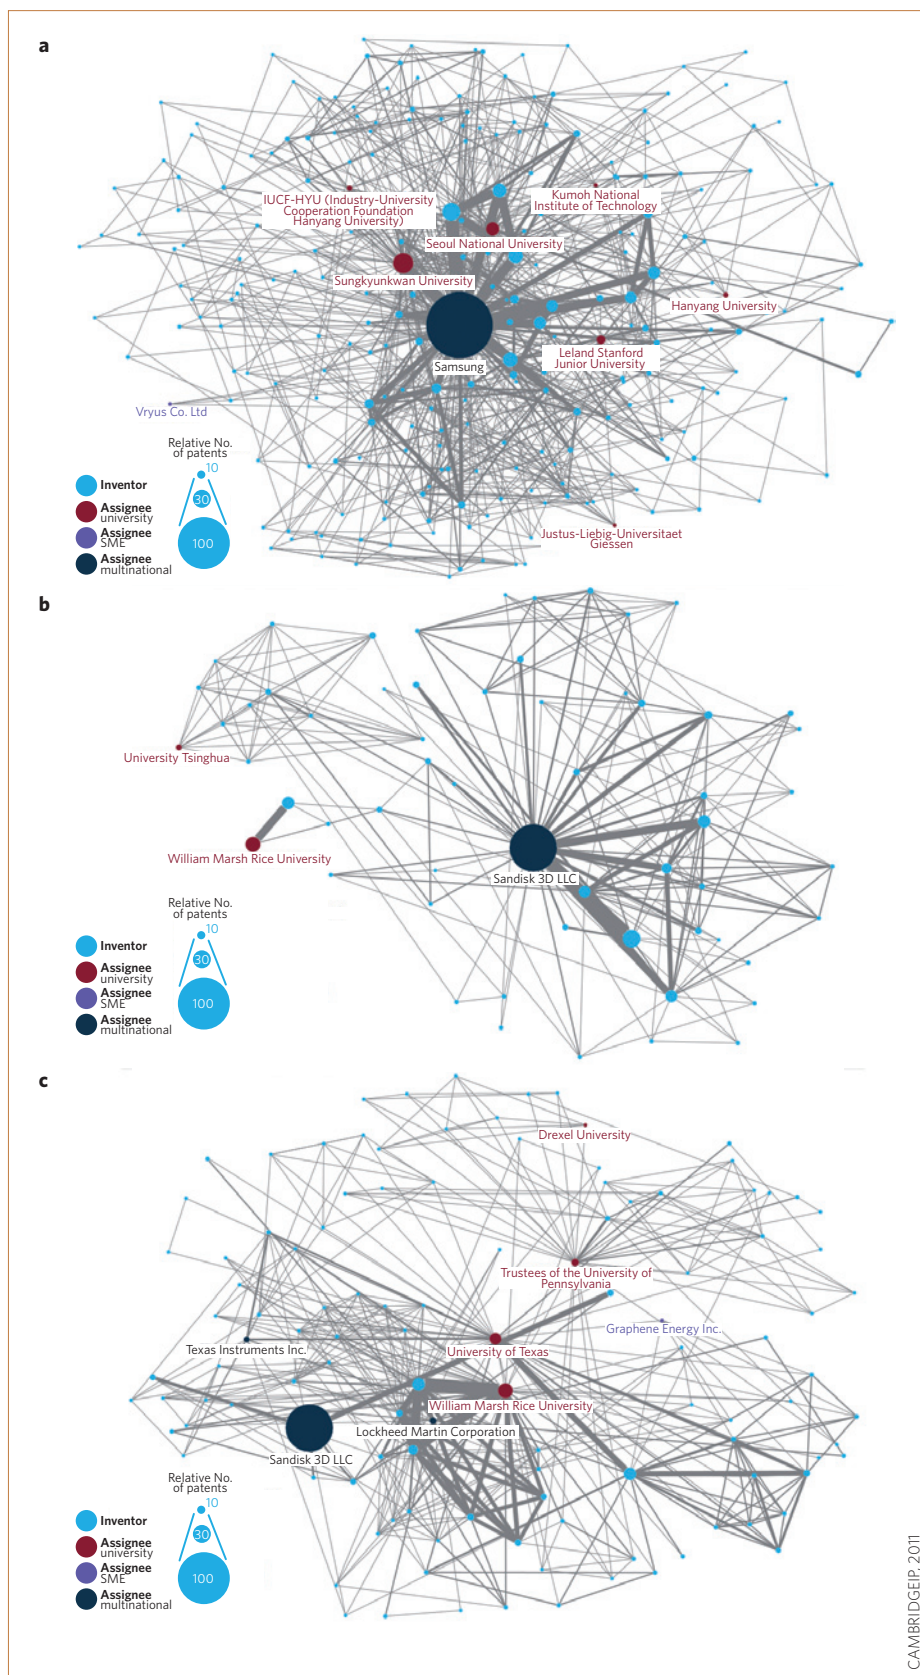 a
IUCF-HYU (Industry-University
Cooperation Foundation
Hanyang University)
Kumoh National
Institute of Technology
Seoul National University
Sungkyunkwan University
Hanyang University
Leland Stanford
Junior University
Samsung
Vryus Co. Ltd
Justus-Liebig-Universitaet
Giessen
Relative No.
of patents
10
30
100
Inventor
Assignee
university
Assignee
SME
Assignee
multinational
b
University Tsinghua
William Marsh Rice University
Sandisk 3D LLC
Relative No.
of patents
10
30
100
Inventor
Assignee
university
Assignee
SME
Assignee
multinational
c
Drexel University
Trustees of the University of
Pennsylvania
Graphene Energy Inc.
Texas Instruments Inc.
University of Texas
William Marsh Rice University
Lockheed Martin Corporation
Sandisk 3D LLC
Relative No.
of patents
10
30
100
Inventor
Assignee
university
Assignee
SME
Assignee
multinational
CAMBRIDGEIP, 2011